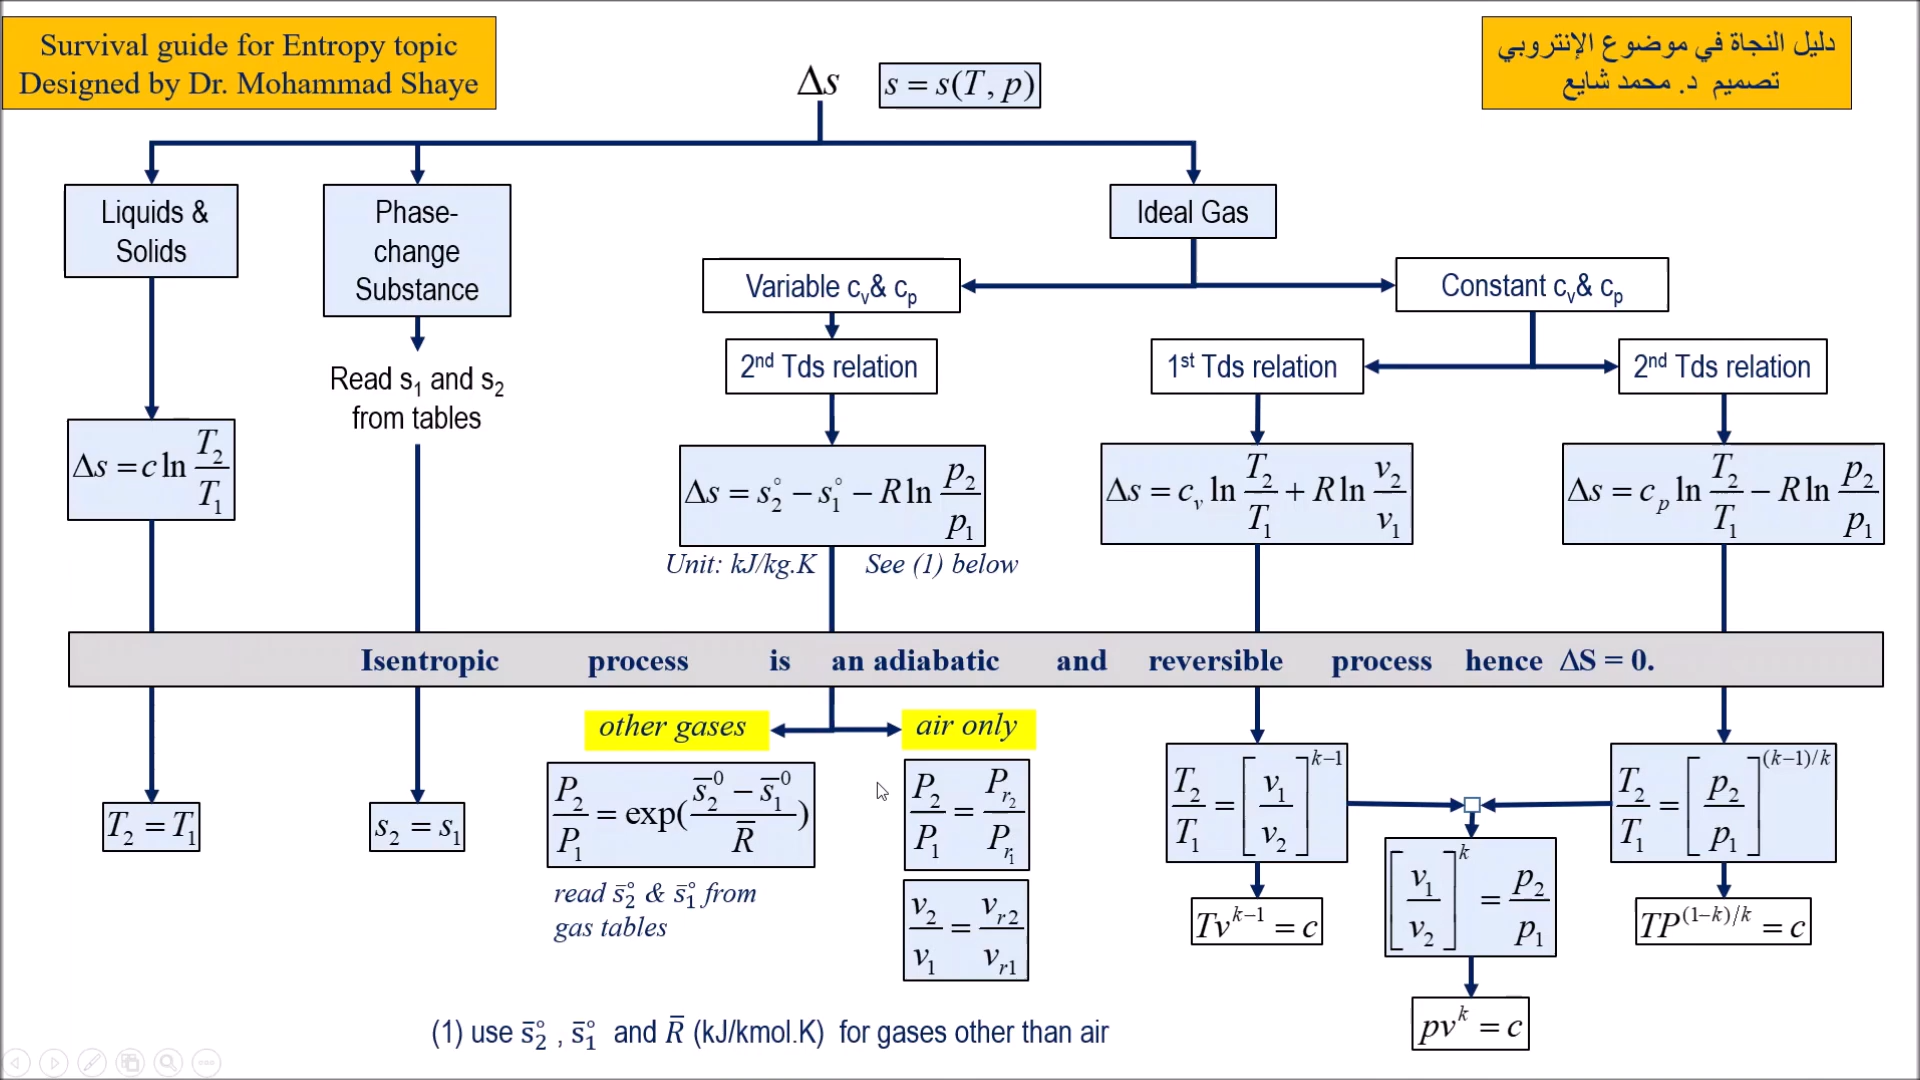 Survival guide for Entropy topic
Designed by Dr. Mohammad Shaye
دليل النجاة في موضوع الإنتروبي
تصميم د. محمد شايع
Δs
s = s(T, p)
Liquids &
Solids
Phase-
change
Substance
Ideal Gas
Variable cᵥ& cₚ
Constant cᵥ& cₚ
Read s₁ and s₂
from tables
2ⁿᵈ Tds relation
1ˢᵗ Tds relation
2ⁿᵈ Tds relation
Δs = c ln T₂/T₁
Δs = s₂° − s₁° − R ln p₂/p₁
Δs = cᵥ ln T₂/T₁ + R ln v₂/v₁
Δs = cₚ ln T₂/T₁ − R ln p₂/p₁
Unit: kJ/kg.K See (1) below
Isentropic process is an adiabatic and reversible process hence ΔS = 0.
other gases
air only
T₂ = T₁
s₂ = s₁
P₂/P₁ = exp((s̅₂⁰ − s̅₁⁰)/R̅)
read s̅₂° & s̅₁° from
gas tables
P₂/P₁ = Pr₂/Pr₁
v₂/v₁ = vr2/vr1
T₂/T₁ = [v₁/v₂]^(k−1)
T₂/T₁ = [p₂/p₁]^((k−1)/k)
[v₁/v₂]^k = p₂/p₁
Tv^(k−1) = c
TP^((1−k)/k) = c
pv^k = c
(1) use s̅₂° , s̅₁° and R̅ (kJ/kmol.K) for gases other than air